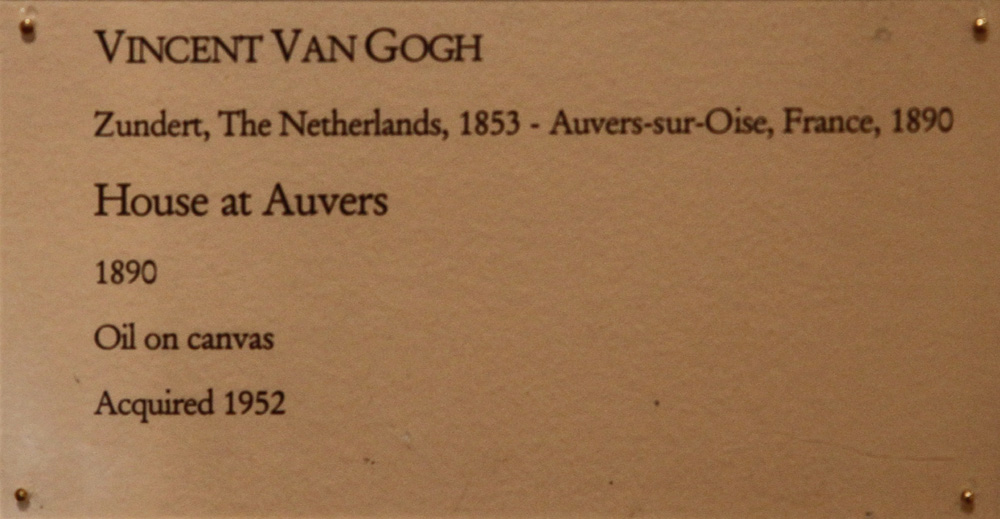 VINCENT VAN GOGH
Zundert, The Netherlands, 1853 - Auvers-sur-Oise, France, 1890
House at Auvers
1890
Oil on canvas
Acquired 1952